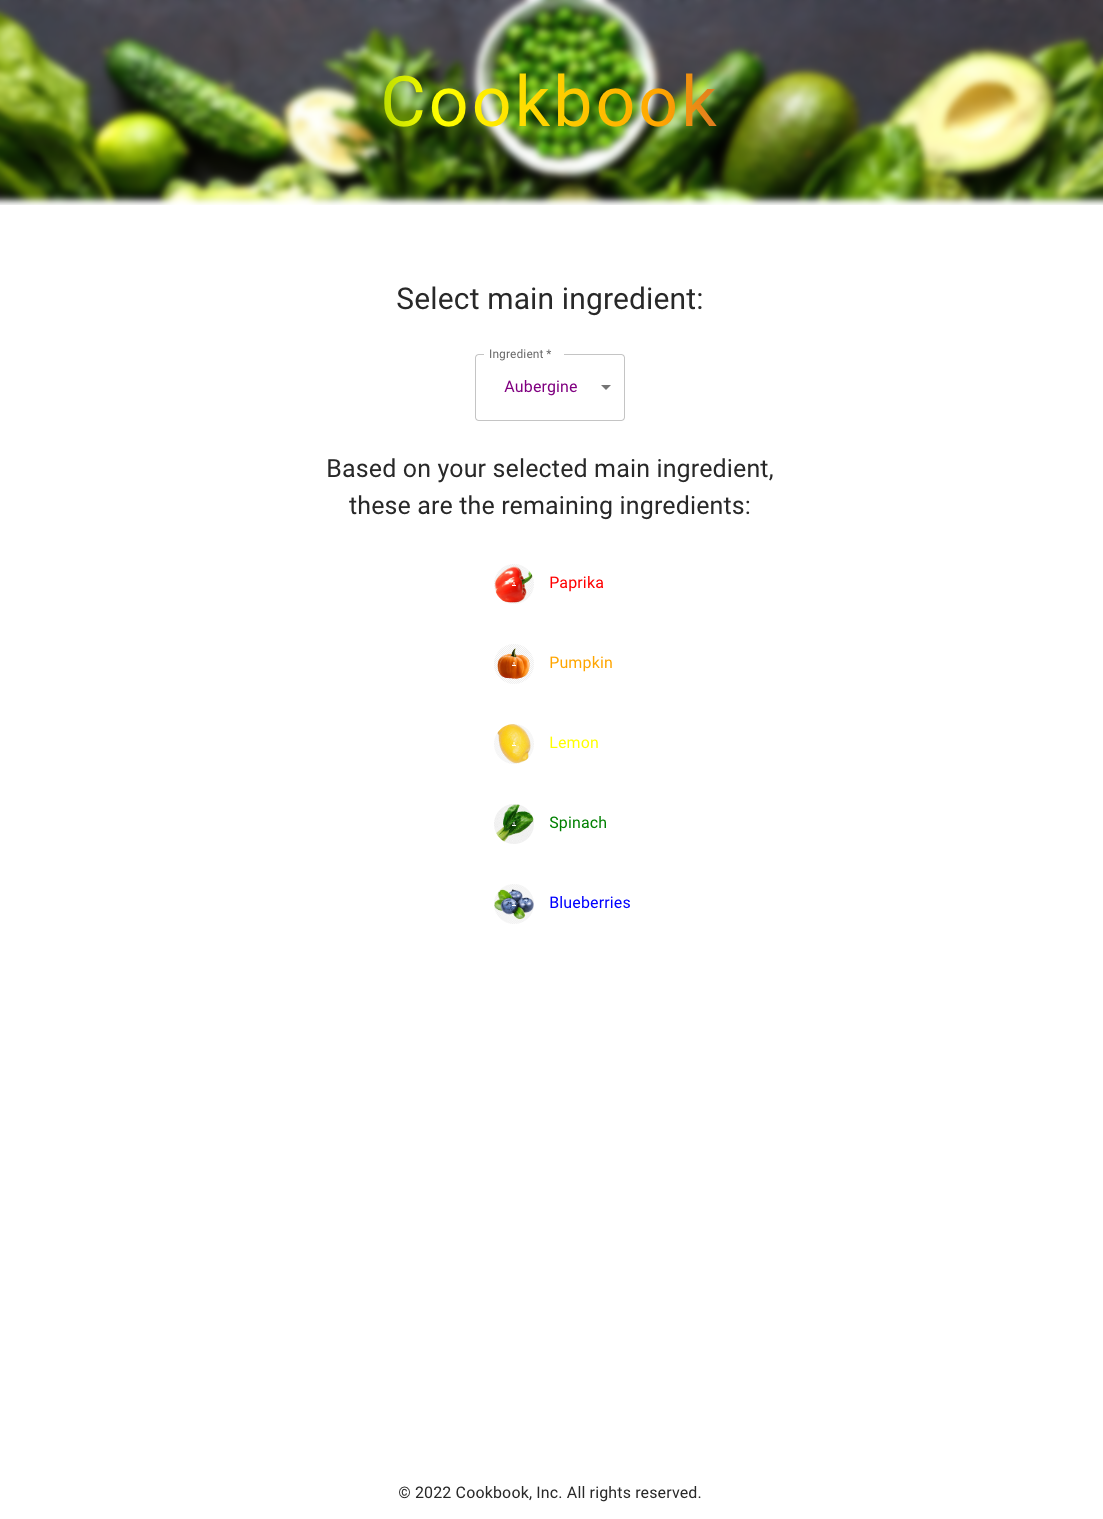 Cookbook
Select main ingredient:
Ingredient *
Aubergine
Based on your selected main ingredient,
these are the remaining ingredients:
Paprika
Pumpkin
Lemon
Spinach
Blueberries
© 2022 Cookbook, Inc. All rights reserved.